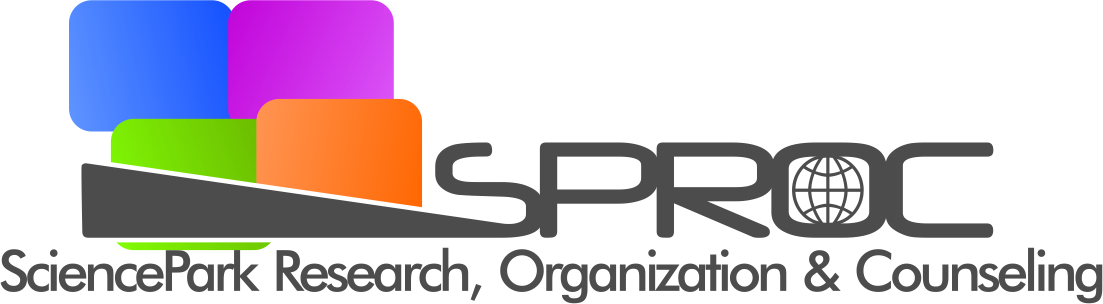 SPROC
SciencePark Research, Organization & Counseling